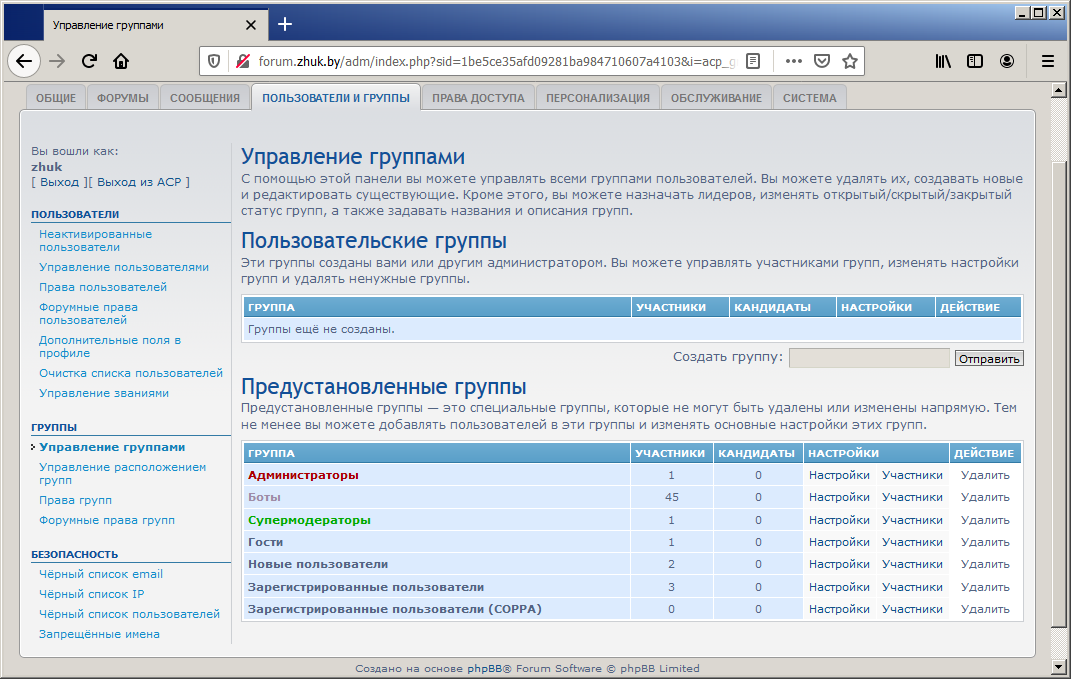 Управление группами
forum.zhuk.by/adm/index.php?sid=1be5ce35afd09281ba984710607a4103&i=acp_g
ОБЩИЕ ФОРУМЫ СООБЩЕНИЯ ПОЛЬЗОВАТЕЛИ И ГРУППЫ ПРАВА ДОСТУПА ПЕРСОНАЛИЗАЦИЯ ОБСЛУЖИВАНИЕ СИСТЕМА
Вы вошли как:
zhuk
[ Выход ][ Выход из ACP ]
ПОЛЬЗОВАТЕЛИ
Неактивированные
пользователи
Управление пользователями
Права пользователей
Форумные права
пользователей
Дополнительные поля в
профиле
Очистка списка пользователей
Управление званиями
ГРУППЫ
Управление группами
Управление расположением
групп
Права групп
Форумные права групп
БЕЗОПАСНОСТЬ
Чёрный список email
Чёрный список IP
Чёрный список пользователей
Запрещённые имена
Управление группами
С помощью этой панели вы можете управлять всеми группами пользователей. Вы можете удалять их, создавать новые
и редактировать существующие. Кроме этого, вы можете назначать лидеров, изменять открытый/скрытый/закрытый
статус групп, а также задавать названия и описания групп.
Пользовательские группы
Эти группы созданы вами или другим администратором. Вы можете управлять участниками групп, изменять настройки
групп и удалять ненужные группы.
ГРУППА УЧАСТНИКИ КАНДИДАТЫ НАСТРОЙКИ ДЕЙСТВИЕ
Группы ещё не созданы.
Создать группу: Отправить
Предустановленные группы
Предустановленные группы — это специальные группы, которые не могут быть удалены или изменены напрямую. Тем
не менее вы можете добавлять пользователей в эти группы и изменять основные настройки этих групп.
ГРУППА УЧАСТНИКИ КАНДИДАТЫ НАСТРОЙКИ ДЕЙСТВИЕ
Администраторы 1 0 Настройки Участники Удалить
Боты 45 0 Настройки Участники Удалить
Супермодераторы 1 0 Настройки Участники Удалить
Гости 1 0 Настройки Участники Удалить
Новые пользователи 2 0 Настройки Участники Удалить
Зарегистрированные пользователи 3 0 Настройки Участники Удалить
Зарегистрированные пользователи (COPPA) 0 0 Настройки Участники Удалить
Создано на основе phpBB® Forum Software © phpBB Limited